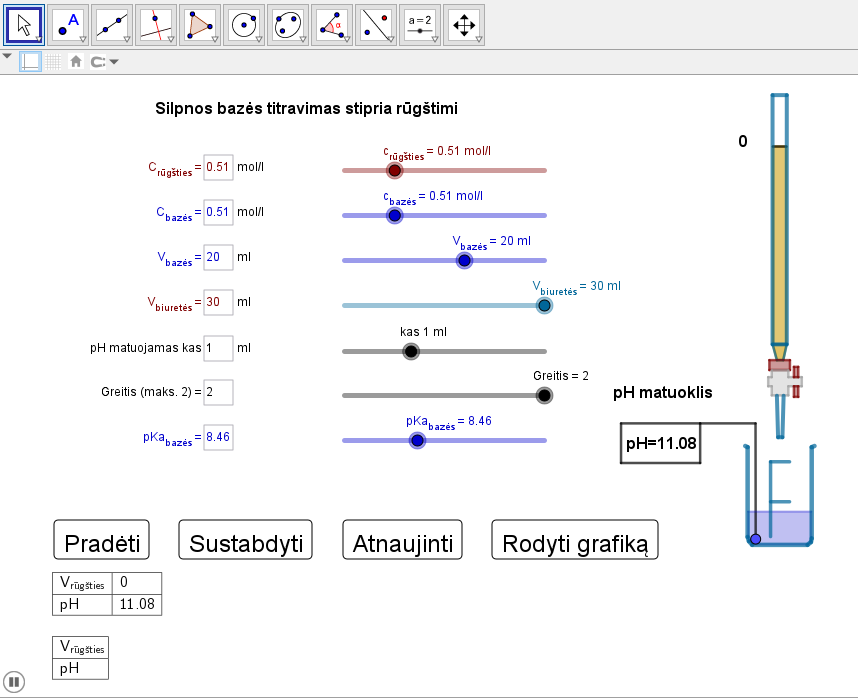 A
α
a = 2
Silpnos bazės titravimas stipria rūgštimi
0
C rūgšties = 0.51 mol/l
c rūgšties = 0.51 mol/l
C bazės = 0.51 mol/l
c bazės = 0.51 mol/l
V bazės = 20 ml
V bazės = 20 ml
V biuretės = 30 ml
V biuretės = 30 ml
pH matuojamas kas 1 ml
kas 1 ml
Greitis (maks. 2) = 2
Greitis = 2
pH matuoklis
pKa bazės = 8.46
pKa bazės = 8.46
pH=11.08
Pradėti
Sustabdyti
Atnaujinti
Rodyti grafiką
V rūgšties 0
pH 11.08
V rūgšties
pH